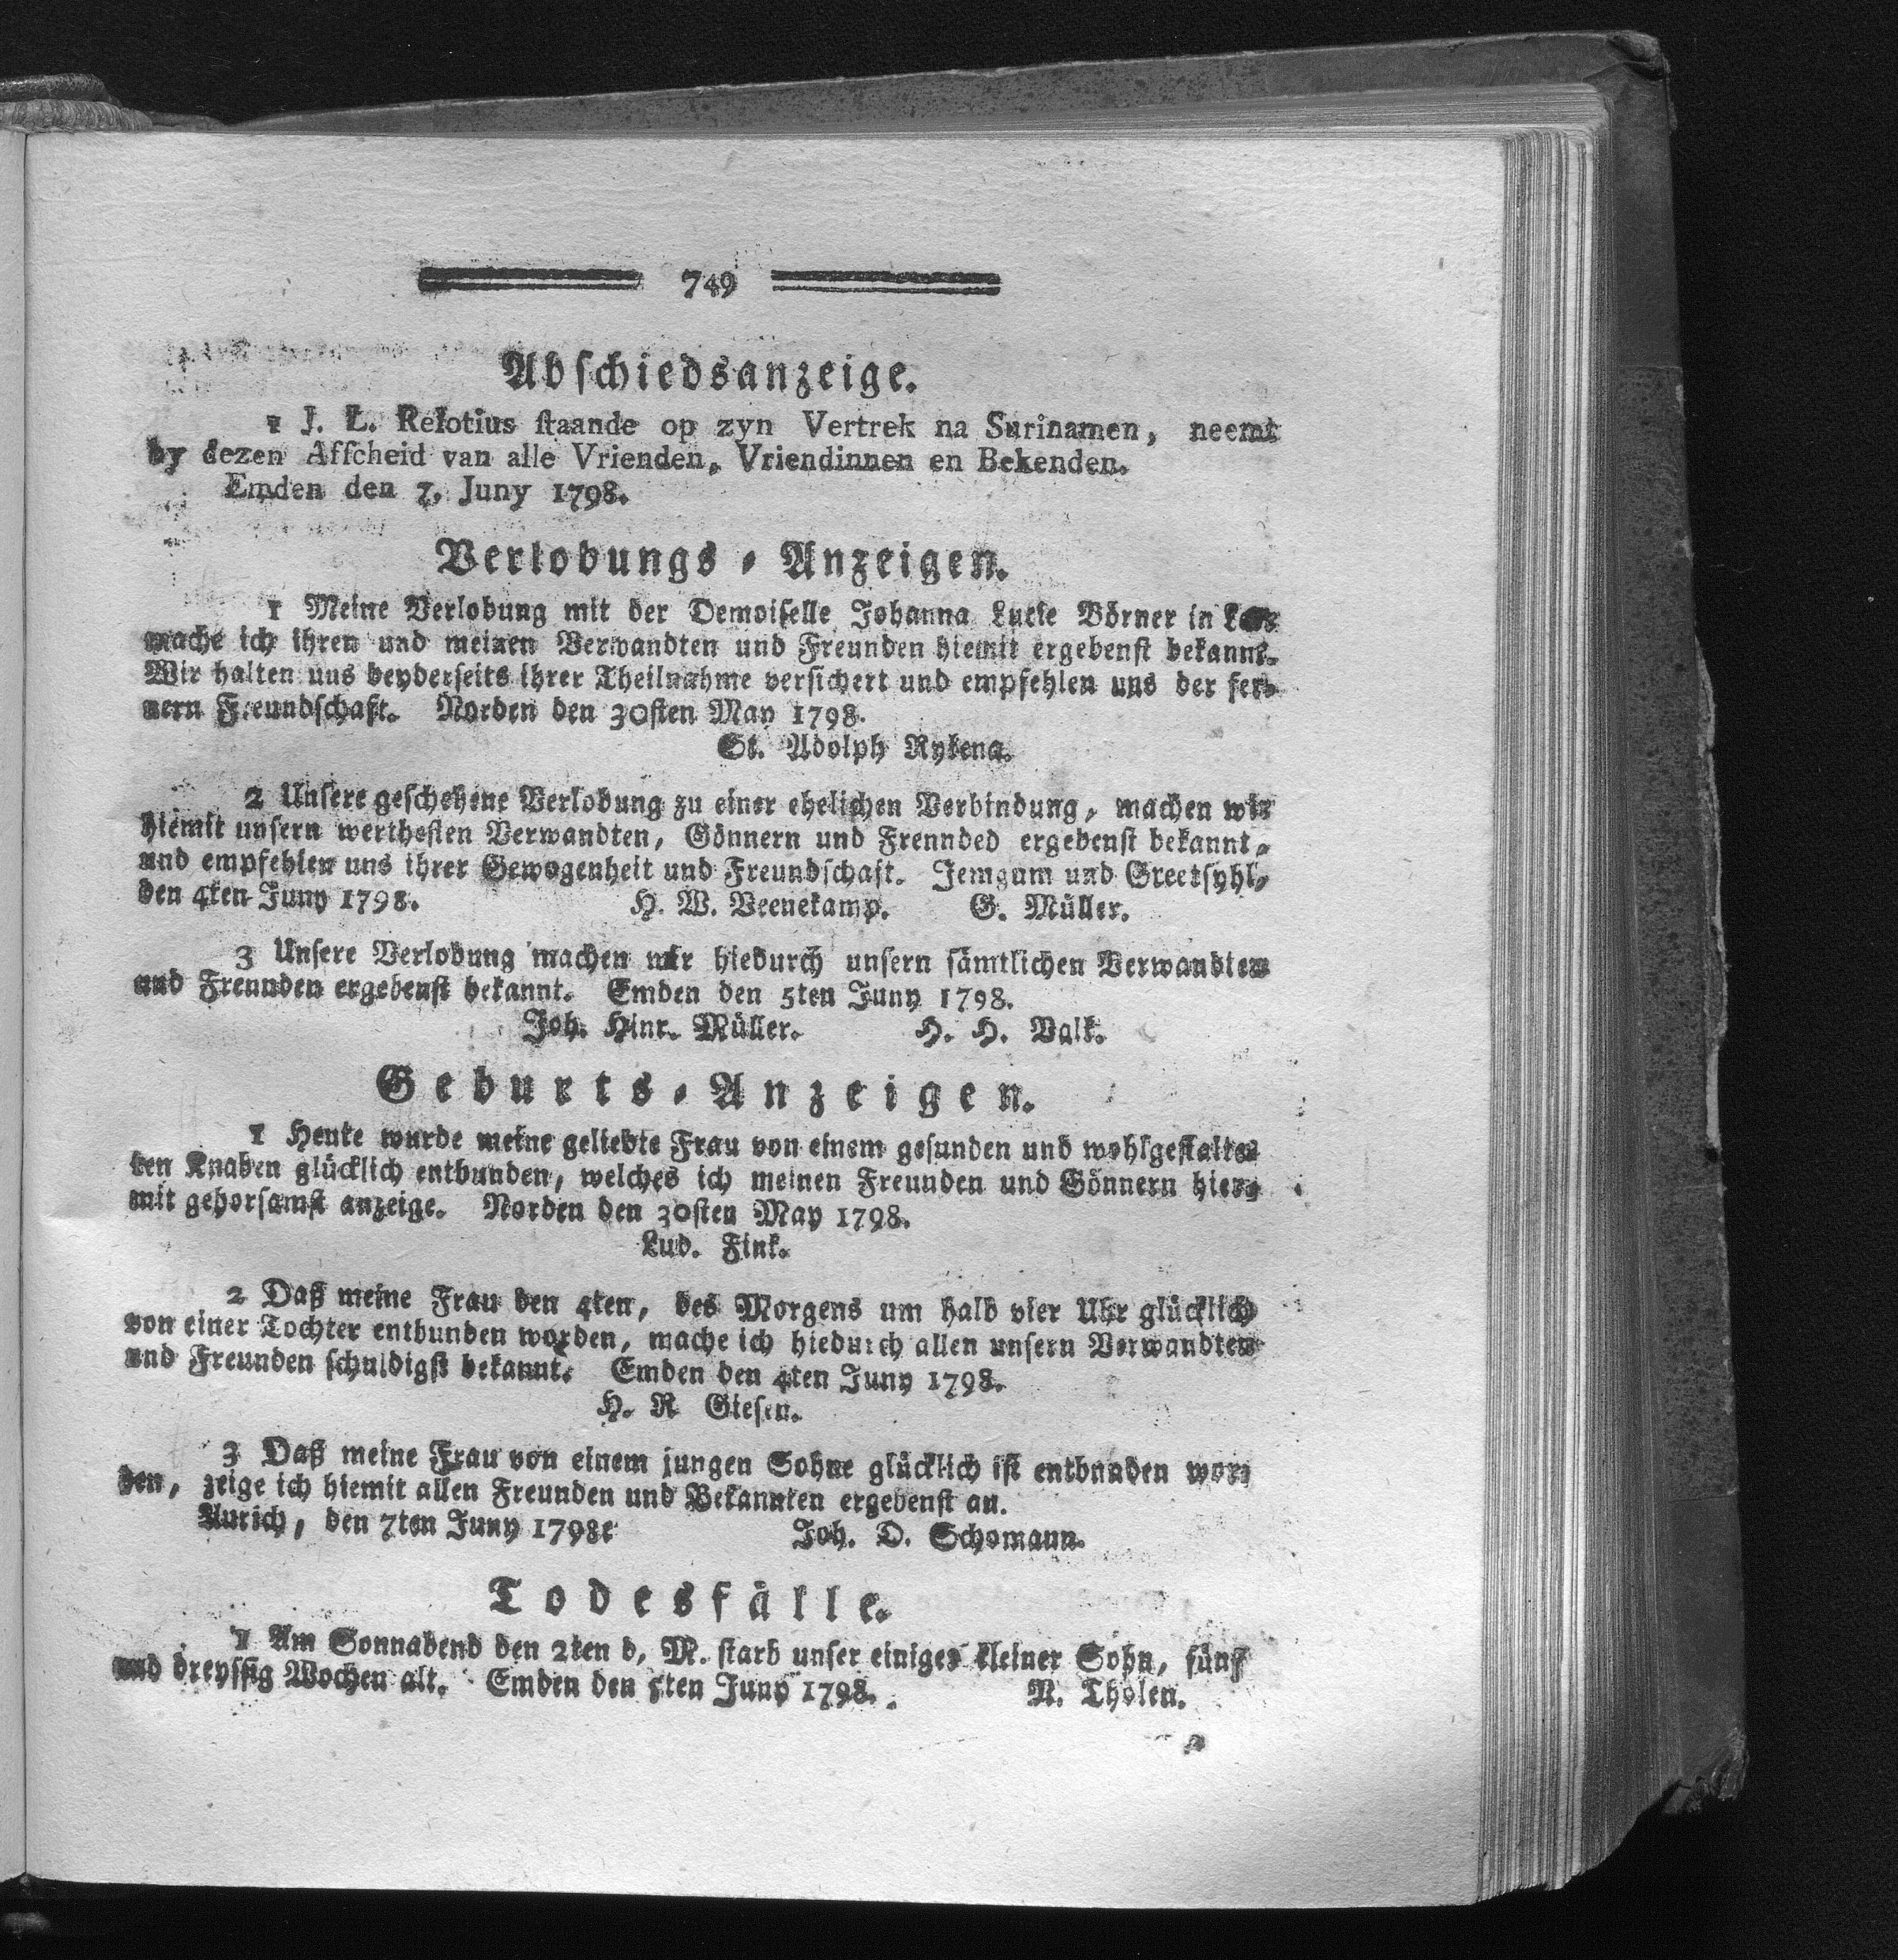 749
Abschiedsanzeige.
1 J. L. Relotius staande op zyn Vertrek na Surinamen, neemt
by dezen Affcheid van alle Vrienden, Vriendinnen en Bekenden.
Emden den 7. Juny 1798.
Verlobungs-Anzeigen.
1 Meine Verlobung mit der Demoiselle Johanna Lucie Börner in
mache ich ihren und meinen Verwandten und Freunden hiemit ergebenst bekannt.
Wir halten uns beyderseits ihrer Theilnahme versichert und empfehlen uns der fer-
nern Freundschaft. Norden den 30sten May 1798.
St. Adolph Rykena.
2 Unsere geschehene Verlobung zu einer ehelichen Verbindung, machen wir
hiemit unsern werthesten Verwandten, Gönnern und Frennded ergebenst bekannt,
und empfehlen uns ihrer Gewogenheit und Freundschaft. Jemgum und Greetsyhl,
den 4ten Juny 1798. H. W. Veenekamp. G. Müller.
3 Unsere Verlobung machen wir hiedurch unsern sämtlichen Verwandten
und Freunden ergebenst bekannt. Emden den 5ten Juny 1798.
Joh. Hinr. Müller. H. H. Valk.
Geburts-Anzeigen.
1 Heute wurde meine geliebte Frau von einem gesunden und wohlgestalte-
ten Knaben glücklich entbunden, welches ich meinen Freunden und Gönnern hier-
mit gehorsamst anzeige. Norden den 30sten May 1798.
Lud. Fink.
2 Daß meine Frau den 4ten, des Morgens um halb vier Uhr glücklich
von einer Tochter entbunden worden, mache ich hiedurch allen unsern Verwandten
und Freunden schuldigst bekannt. Emden den 4ten Juny 1798.
H. R Giesen.
3 Daß meine Frau von einem jungen Sohne glücklich ist entbunden wor-
den, zeige ich hiemit allen Freunden und Bekannten ergebenst an.
Aurich, den 7ten Juny 1798. Joh. D. Schomann.
Todesfälle.
1 Am Sonnabend den 2ten d. M. starb unser einiger kleiner Sohn, fünf
und dreyssig Wochen alt. Emden den 5ten Juny 1798. N. Tholen.